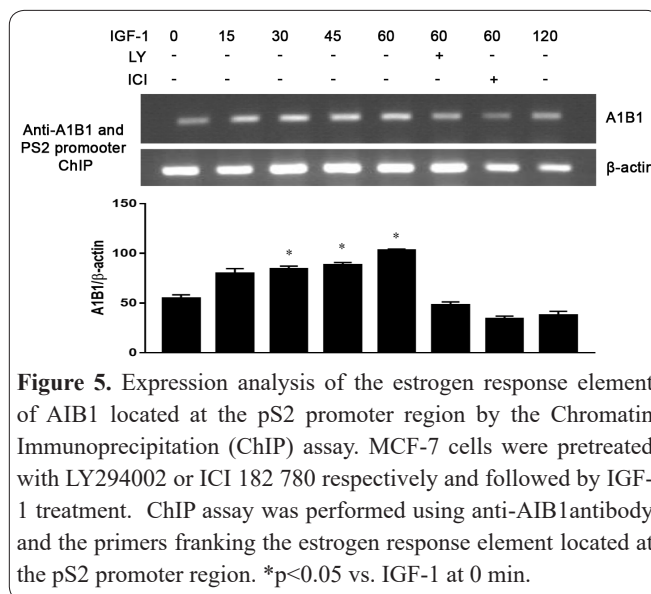 IGF-1 0 15 30 45 60 60 60 120
LY - - - - - + - -
ICI - - - - - - + -
Anti-A1B1 and
PS2 promooter
ChIP
A1B1
β-actin
150
100
50
0
A1B1/β-actin
* * *
Figure 5. Expression analysis of the estrogen response element
of AIB1 located at the pS2 promoter region by the Chromatin
Immunoprecipitation (ChIP) assay. MCF-7 cells were pretreated
with LY294002 or ICI 182 780 respectively and followed by IGF-
1 treatment. ChIP assay was performed using anti-AIB1antibody
and the primers franking the estrogen response element located at
the pS2 promoter region. *p<0.05 vs. IGF-1 at 0 min.